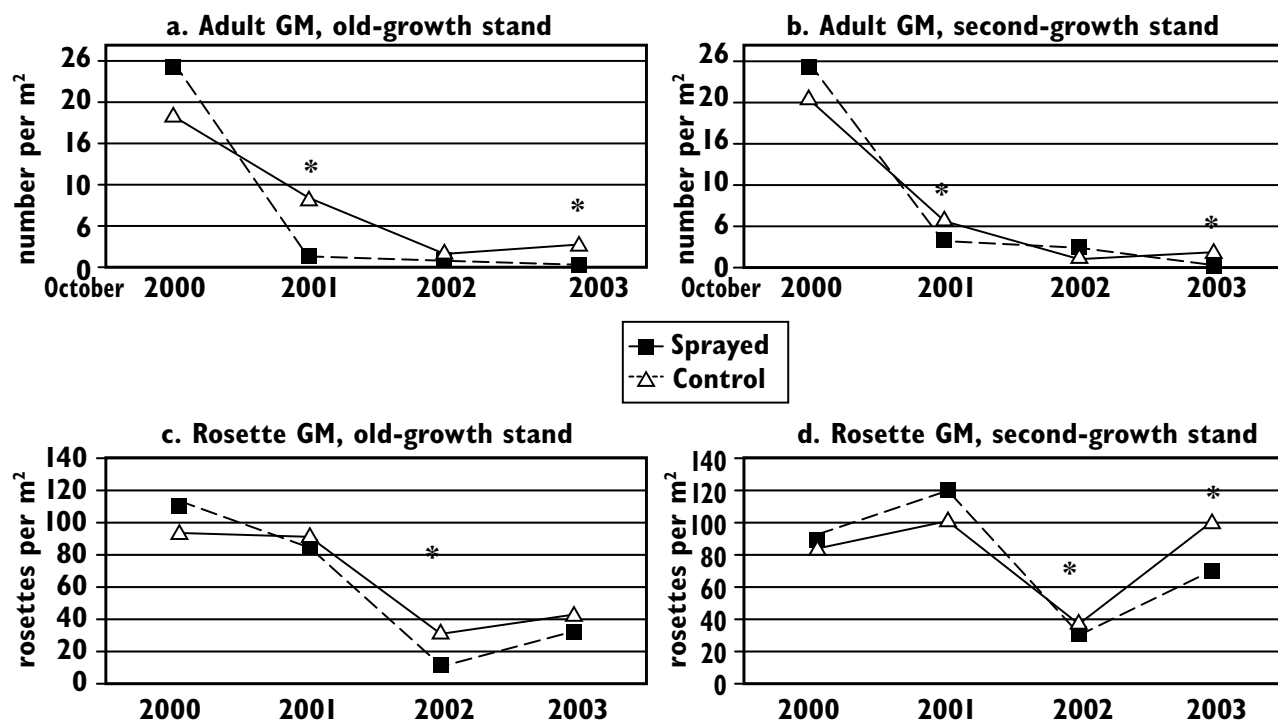 a. Adult GM, old-growth stand
number per m²
26
20
16
10
6
0
*
*
October 2000 2001 2002 2003
b. Adult GM, second-growth stand
number per m²
26
20
16
10
6
0
*
*
October 2000 2001 2002 2003
Sprayed
Control
c. Rosette GM, old-growth stand
rosettes per m²
140
120
100
80
60
40
20
0
*
2000 2001 2002 2003
d. Rosette GM, second-growth stand
rosettes per m²
140
120
100
80
60
40
20
0
*
*
2000 2001 2002 2003